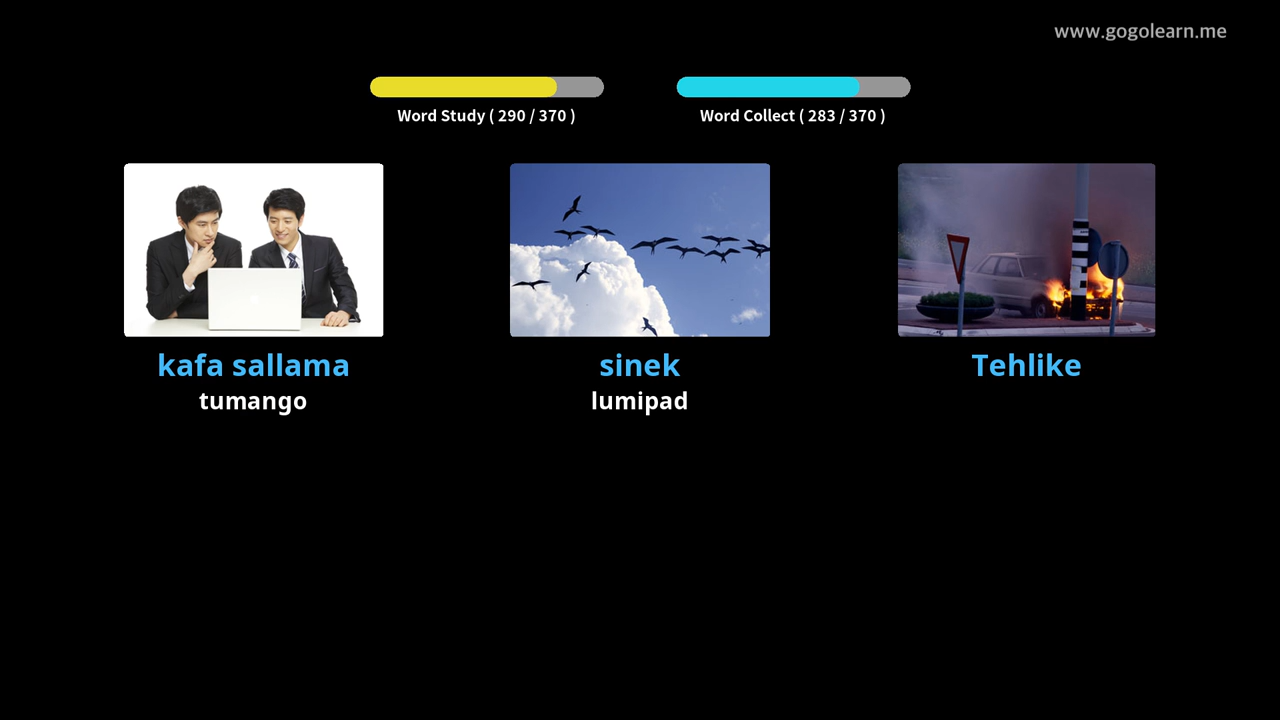 www.gogolearn.me
Word Study ( 290 / 370 )
Word Collect ( 283 / 370 )
kafa sallama
tumango
sinek
lumipad
Tehlike